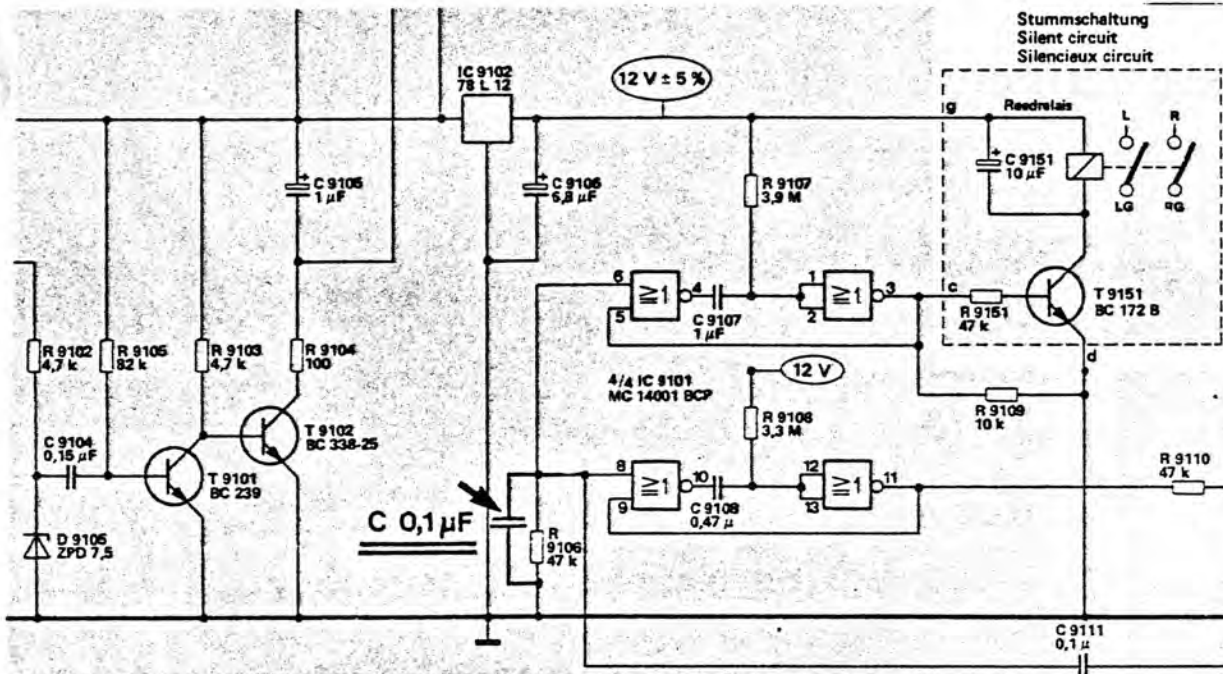 Stummschaltung
Silent circuit
Silencieux circuit
IC 9102
78 L 12
12 V ± 5 %
g
Reedrelais
L
R
C 9105
1 µF
+
C 9106
6,8 µF
+
R 9107
3,9 M
C 9151
10 µF
+
LG
RG
6
5
≧1
4
C 9107
1 µF
1
2
≧1
3
c
R 9151
47 k
T 9151
BC 172 B
d
R 9102
4,7 k
R 9105
82 k
R 9103
4,7 k
R 9104
100
4/4 IC 9101
MC 14001 BCP
12 V
R 9108
3,3 M
R 9109
10 k
C 9104
0,15 µF
T 9102
BC 338-25
T 9101
BC 239
8
9
≧1
10
C 9108
0,47 µ
12
13
≧1
11
R 9110
47 k
C 0,1 µF
R
9106
47 k
D 9105
ZPD 7,5
C 9111
0,1 µ